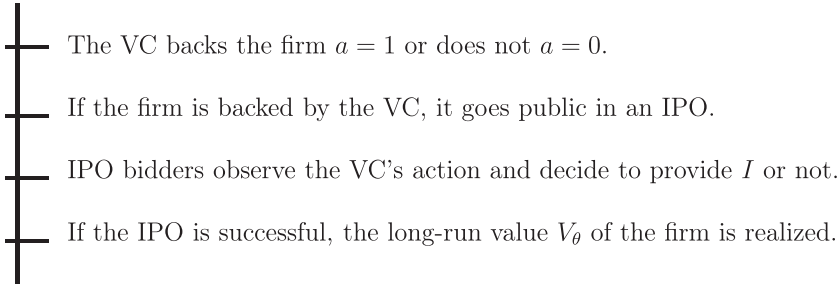 The VC backs the firm a = 1 or does not a = 0.
If the firm is backed by the VC, it goes public in an IPO.
IPO bidders observe the VC's action and decide to provide I or not.
If the IPO is successful, the long-run value V_θ of the firm is realized.